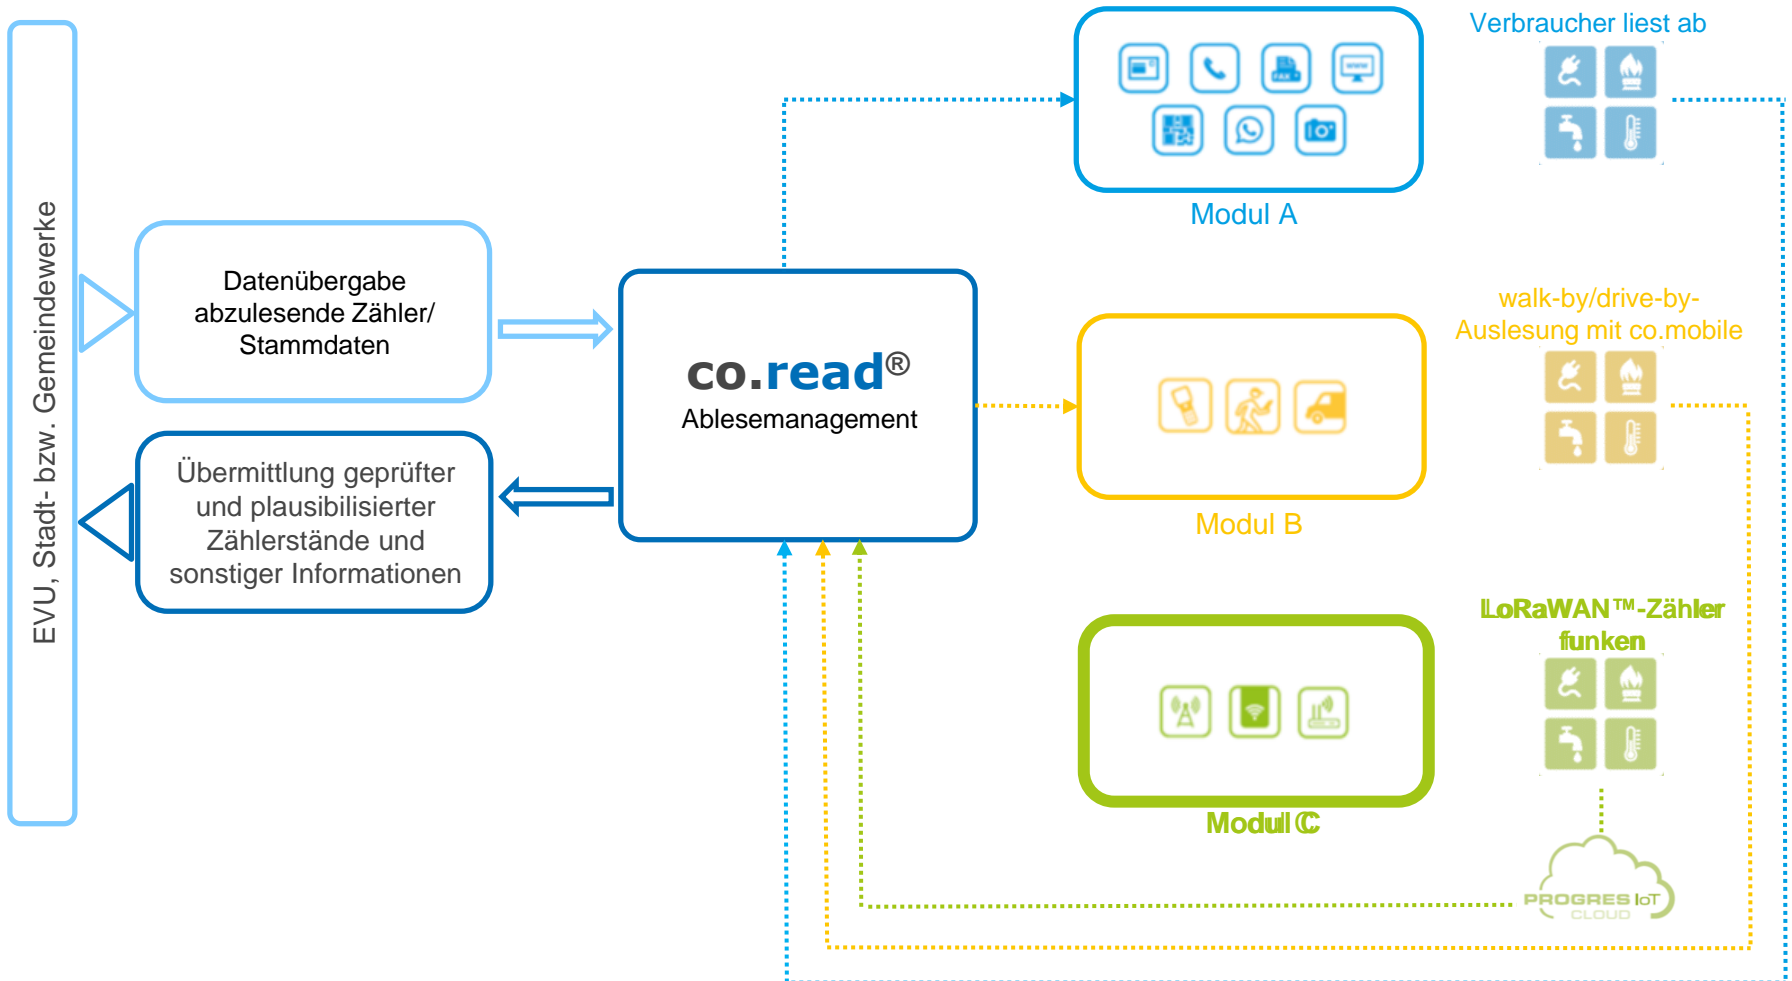 EVU, Stadt- bzw. Gemeindewerke
Datenübergabe
abzulesende Zähler/
Stammdaten
Übermittlung geprüfter
und plausibilisierter
Zählerstände und
sonstiger Informationen
co.read®
Ablesemanagement
FAX
www
Modul A
Verbraucher liest ab
Modul B
walk-by/drive-by-
Auslesung mit co.mobile
Modul C
LoRaWAN™-Zähler
funken
PROGRES IoT
CLOUD